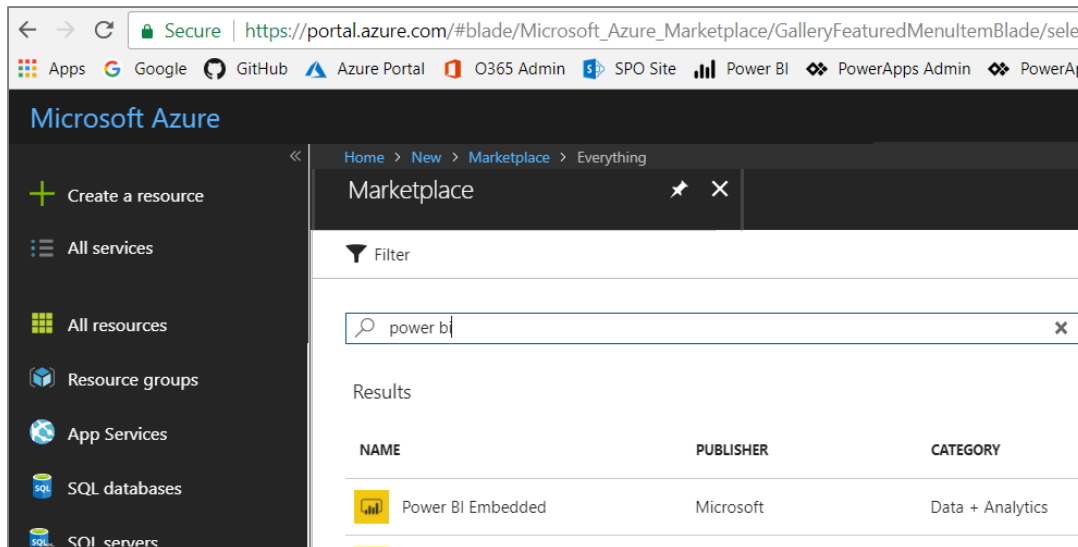 Secure https://portal.azure.com/#blade/Microsoft_Azure_Marketplace/GalleryFeaturedMenuItemBlade/sele
Apps Google GitHub Azure Portal O365 Admin SPO Site Power BI PowerApps Admin PowerAp
Microsoft Azure
Home > New > Marketplace > Everything
Marketplace
Create a resource
All services
Filter
All resources
power bi
Resource groups
Results
App Services
NAME PUBLISHER CATEGORY
SQL databases
Power BI Embedded Microsoft Data + Analytics
SQL servers